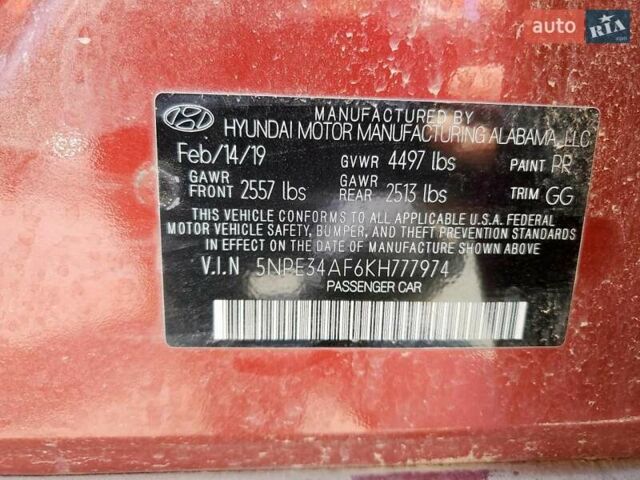 auto RIA.com
MANUFACTURED BY
HYUNDAI MOTOR MANUFACTURING ALABAMA, LLC
Feb/14/19 GVWR 4497 lbs PAINT PR
GAWR FRONT 2557 lbs GAWR REAR 2513 lbs TRIM GG
THIS VEHICLE CONFORMS TO ALL APPLICABLE U.S.A. FEDERAL
MOTOR VEHICLE SAFETY, BUMPER, AND THEFT PREVENTION STANDARDS
IN EFFECT ON THE DATE OF MANUFACTURE SHOWN ABOVE.
V.I.N 5NPE34AF6KH777974
PASSENGER CAR